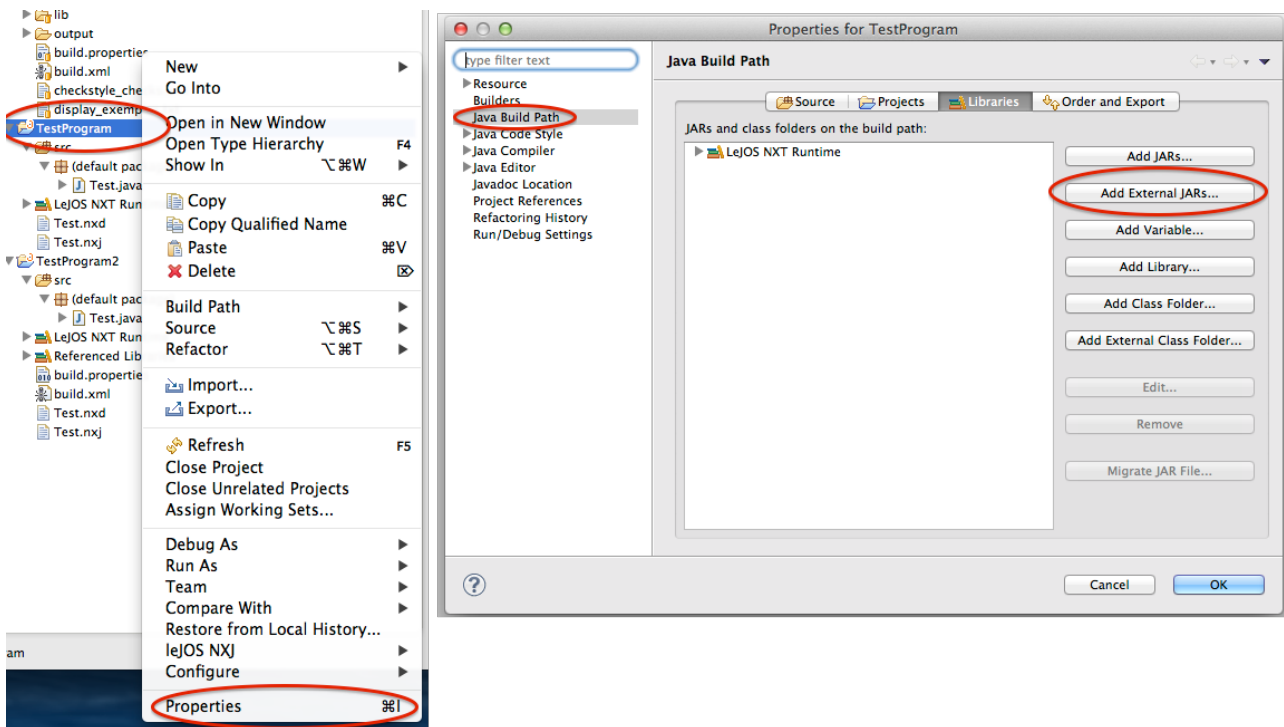 lib
output
build.properties
build.xml
checkstyle_che
display_exemp
TestProgram
src
(default pac
Test.java
LeJOS NXT Run
Test.nxd
Test.nxj
TestProgram2
src
(default pac
Test.java
LeJOS NXT Run
Referenced Lib
build.propertie
build.xml
Test.nxd
Test.nxj
am
New
Go Into
Open in New Window
Open Type Hierarchy F4
Show In ⌥⌘W
Copy ⌘C
Copy Qualified Name
Paste ⌘V
Delete ⌦
Build Path
Source ⌥⌘S
Refactor ⌥⌘T
Import...
Export...
Refresh F5
Close Project
Close Unrelated Projects
Assign Working Sets...
Debug As
Run As
Team
Compare With
Restore from Local History...
leJOS NXJ
Configure
Properties ⌘I
Properties for TestProgram
type filter text
Resource
Builders
Java Build Path
Java Code Style
Java Compiler
Java Editor
Javadoc Location
Project References
Refactoring History
Run/Debug Settings
Java Build Path
Source Projects Libraries Order and Export
JARs and class folders on the build path:
LeJOS NXT Runtime
Add JARs...
Add External JARs...
Add Variable...
Add Library...
Add Class Folder...
Add External Class Folder...
Edit...
Remove
Migrate JAR File...
?
Cancel OK